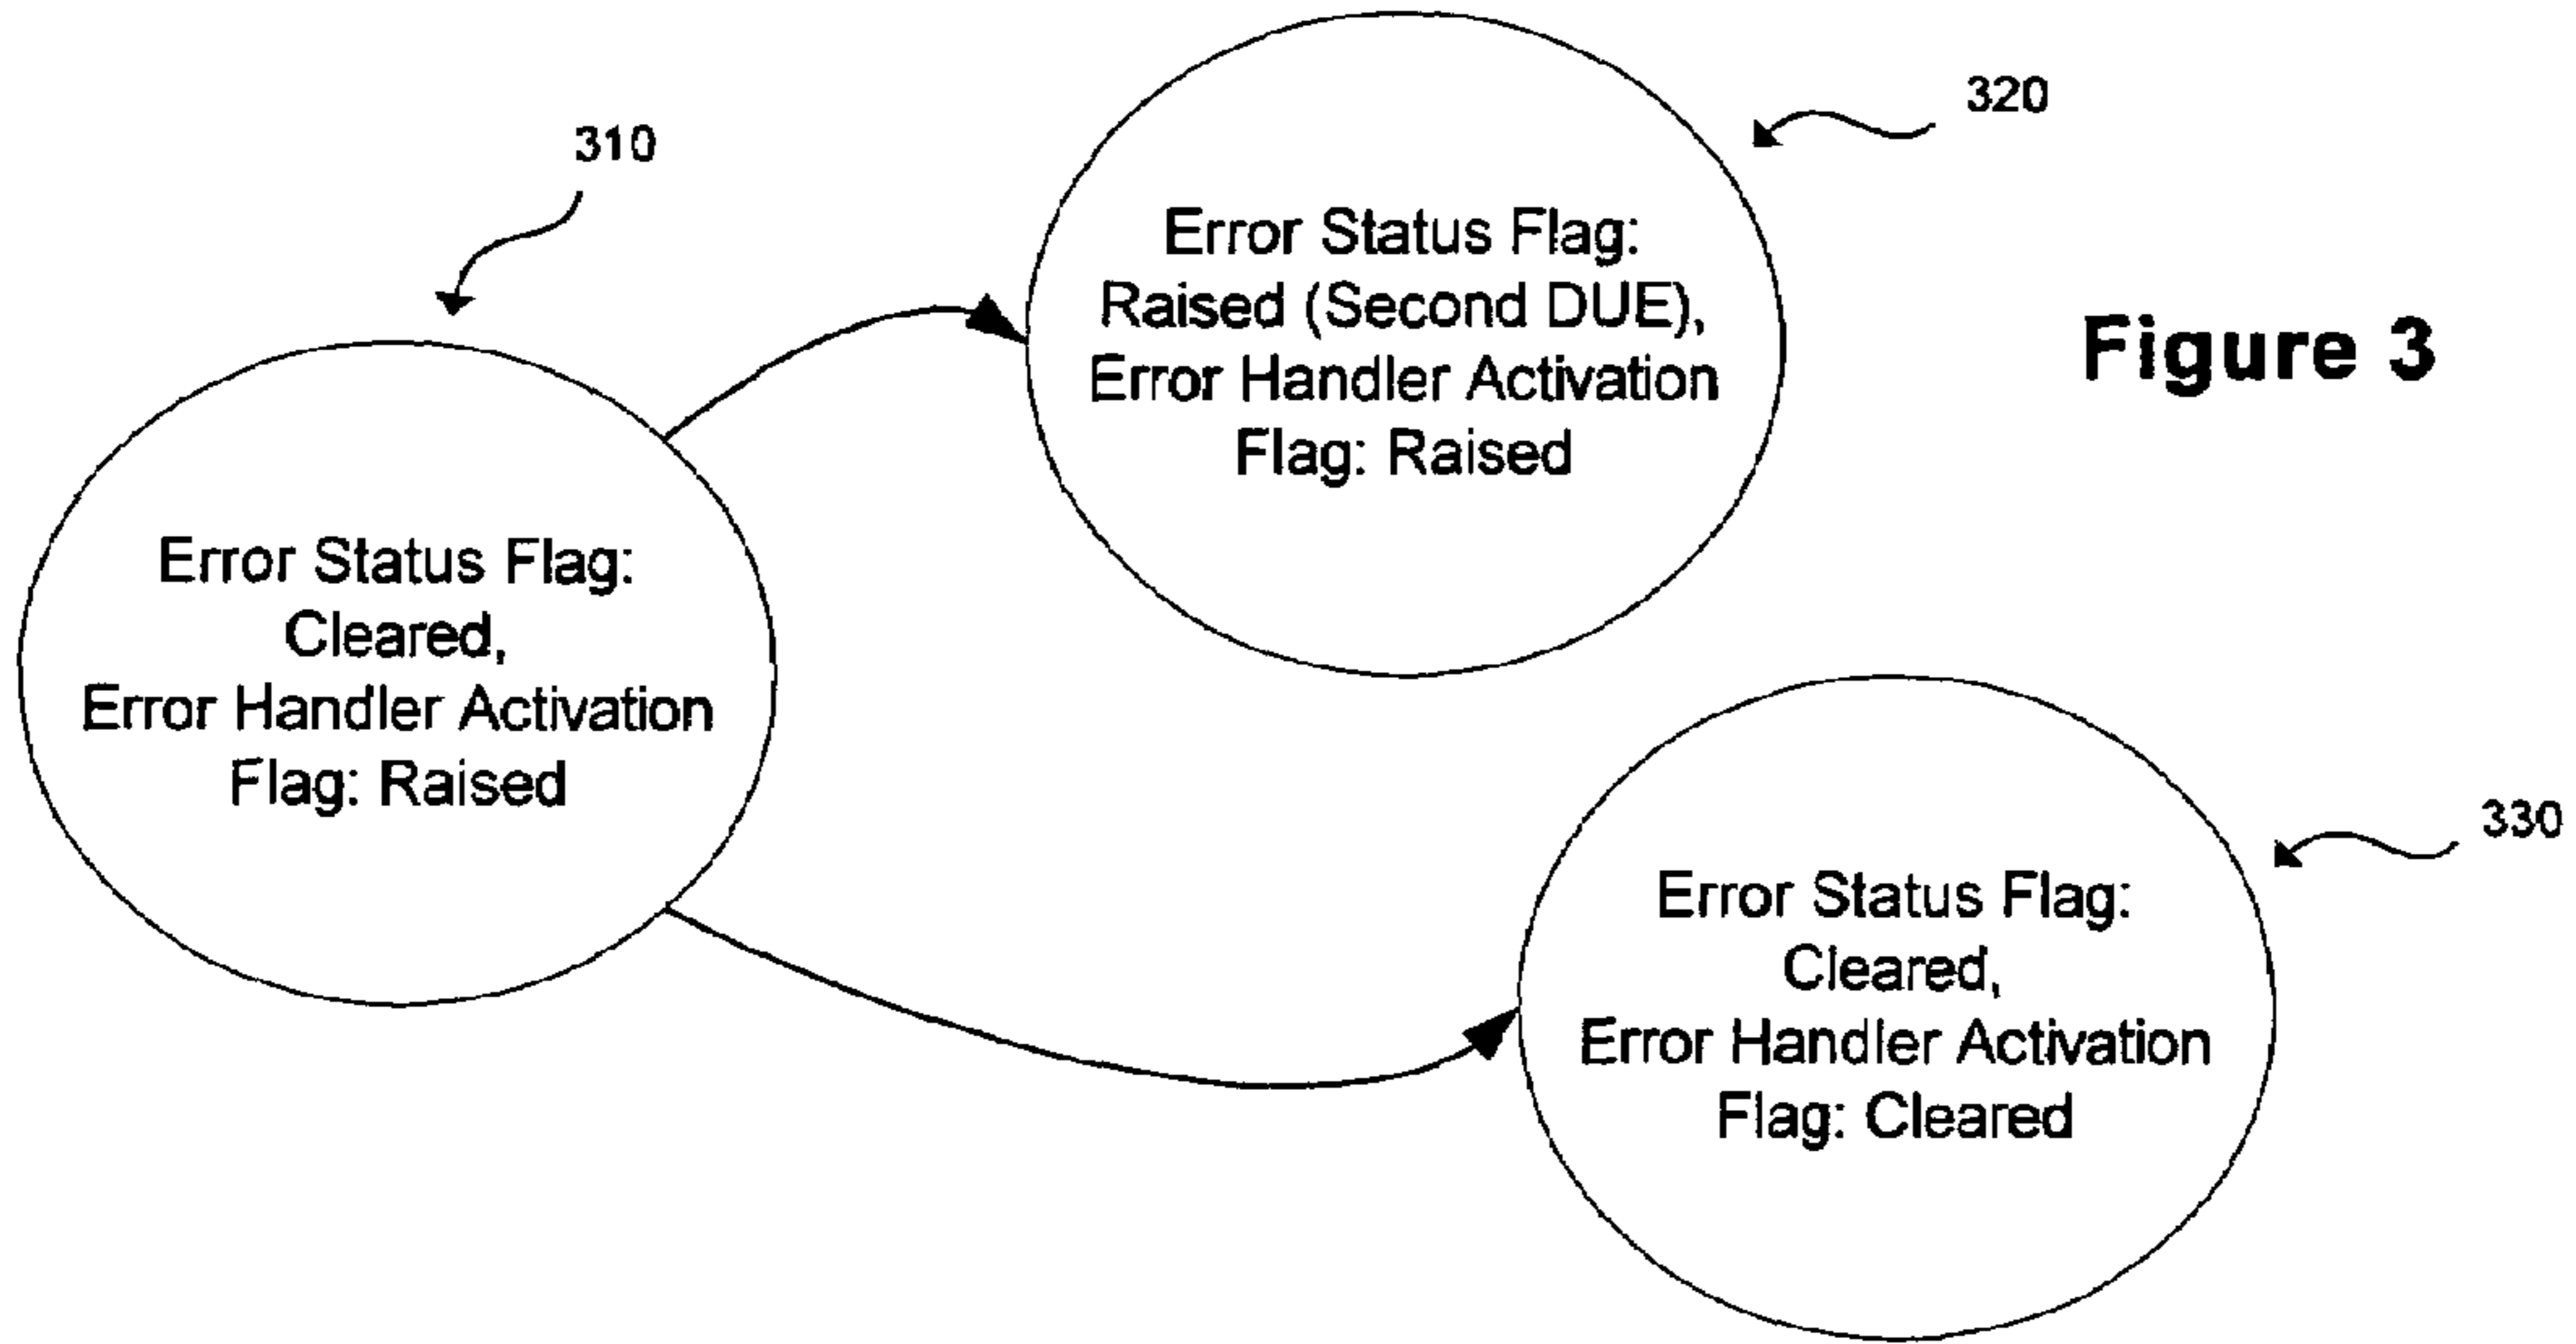 310
Error Status Flag:
Cleared,
Error Handler Activation
Flag: Raised
320
Error Status Flag:
Raised (Second DUE),
Error Handler Activation
Flag: Raised
Figure 3
330
Error Status Flag:
Cleared,
Error Handler Activation
Flag: Cleared